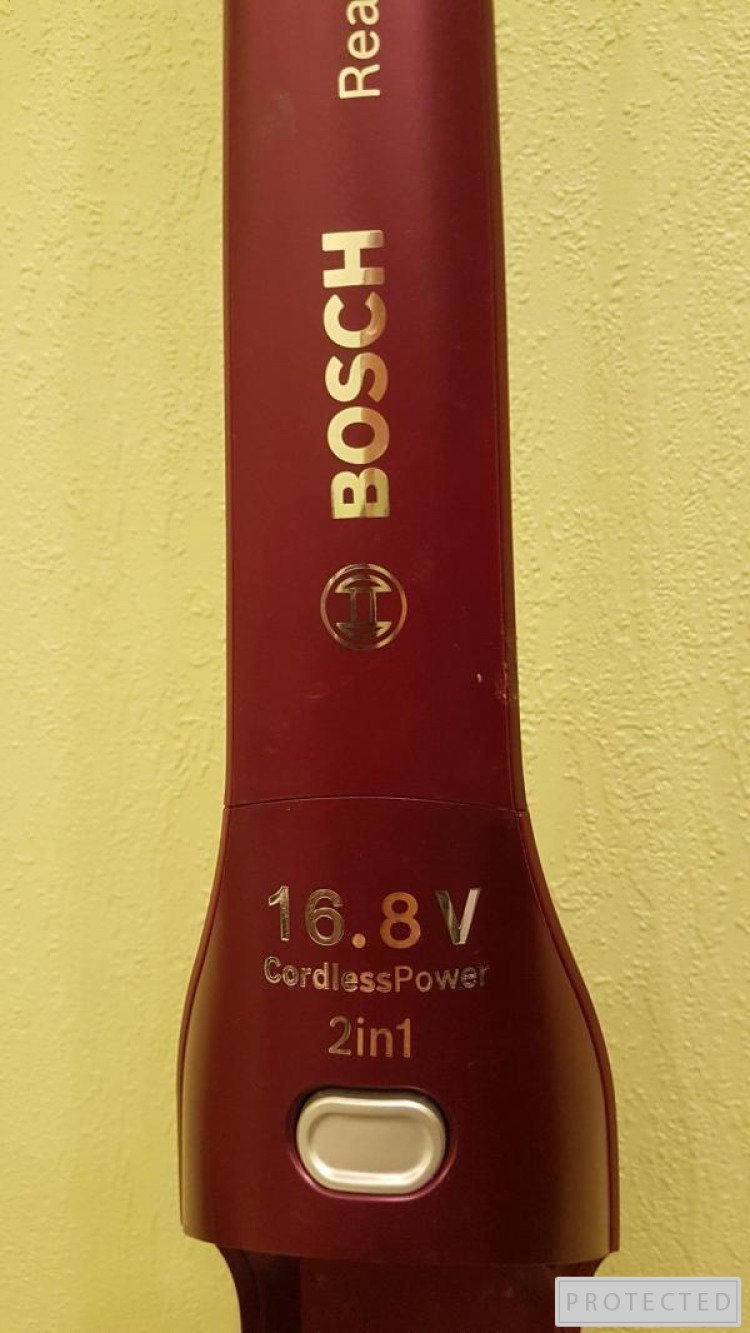 Rea
BOSCH
16.8 V
CordlessPower
2in1
PROTECTED